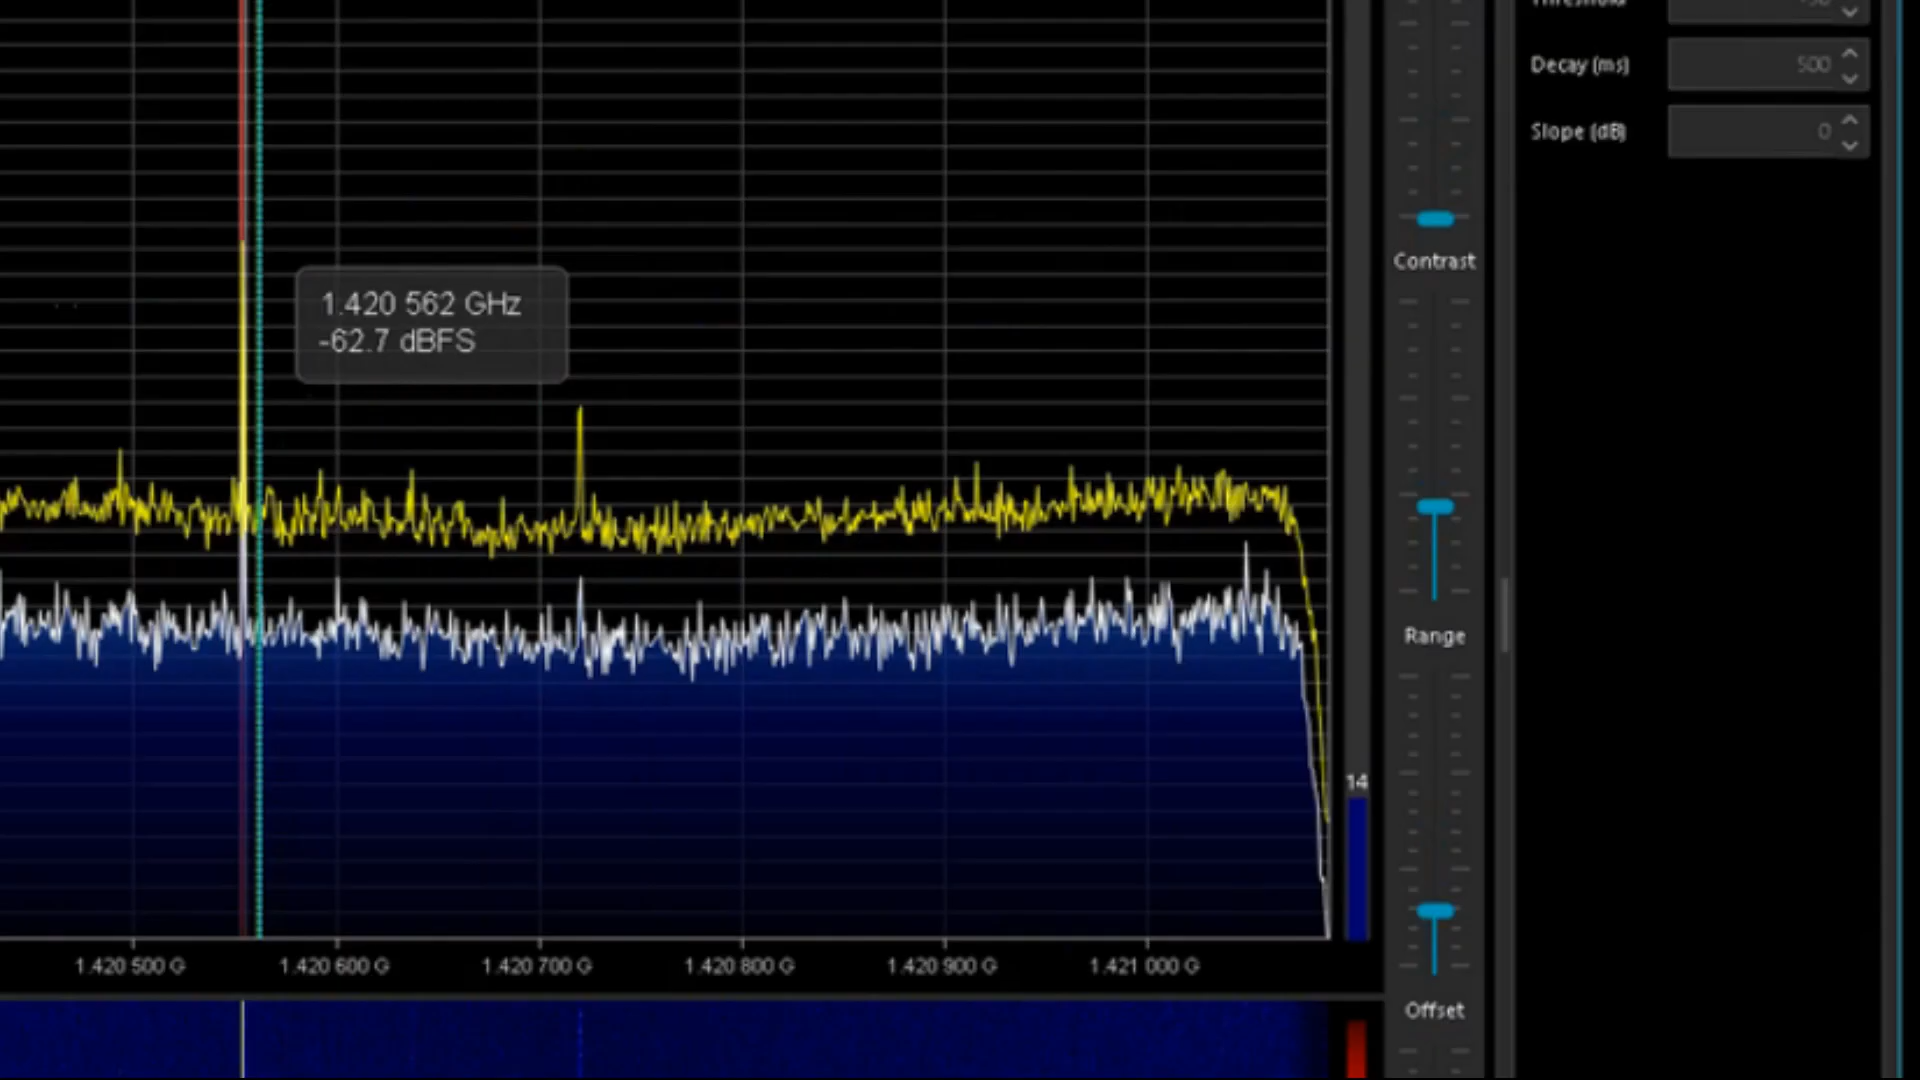 Threshold
Decay (ms) 500
Slope (dB) 0
Contrast
1.420 562 GHz
-62.7 dBFS
Range
14
1.420 500 G 1.420 600 G 1.420 700 G 1.420 800 G 1.420 900 G 1.421 000 G
Offset